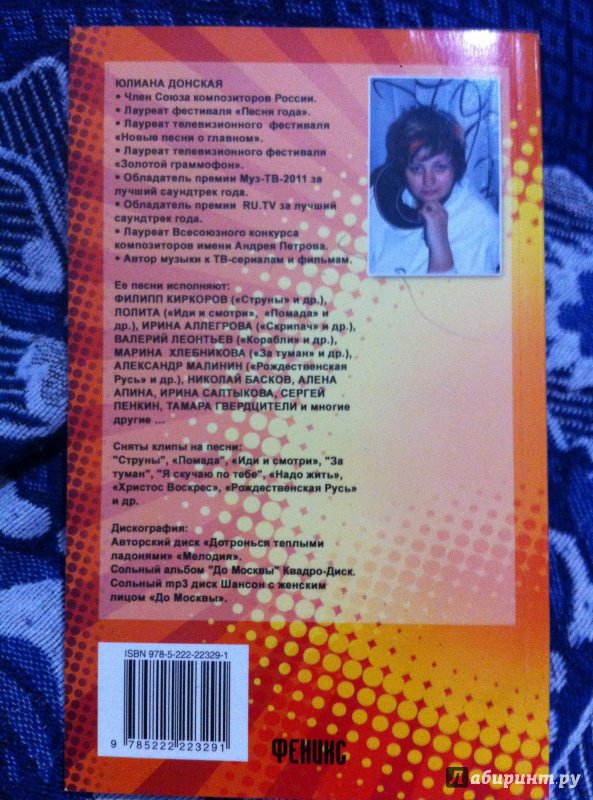 ЮЛИАНА ДОНСКАЯ
• Член Союза композиторов России.
• Лауреат фестиваля «Песня года».
• Лауреат телевизионного фестиваля
«Новые песни о главном».
• Лауреат телевизионного фестиваля
«Золотой граммофон».
• Обладатель премии Муз-ТВ-2011 за
лучший саундтрек года.
• Обладатель премии RU.TV за лучший
саундтрек года.
• Лауреат Всесоюзного конкурса
композиторов имени Андрея Петрова.
• Автор музыки к ТВ-сериалам и фильмам.
Ее песни исполняют:
ФИЛИПП КИРКОРОВ («Струны» и др.),
ЛОЛИТА («Иди и смотри», «Помада» и
др.), ИРИНА АЛЛЕГРОВА («Скрипач» и др.),
ВАЛЕРИЙ ЛЕОНТЬЕВ («Корабли» и др.),
МАРИНА ХЛЕБНИКОВА («За туман» и др.),
АЛЕКСАНДР МАЛИНИН («Рождественская
Русь» и др.), НИКОЛАЙ БАСКОВ, АЛЕНА
АПИНА, ИРИНА САЛТЫКОВА, СЕРГЕЙ
ПЕНКИН, ТАМАРА ГВЕРДЦИТЕЛИ и многие
другие ...
Сняты клипы на песни:
"Струны", «Помада», «Иди и смотри», "За
туман", "Я скучаю по тебе", «Надо жить»,
«Христос Воскрес», «Рождественская Русь»
и др.
Дискография:
Авторский диск «Дотронься теплыми
ладонями» «Мелодия».
Сольный альбом "До Москвы" Квадро-Диск.
Сольный mp3 диск Шансон с женским
лицом «До Москвы».
ISBN 978-5-222-22329-1
9 785222 223291
ФЕНИКС
Лабиринт.ру